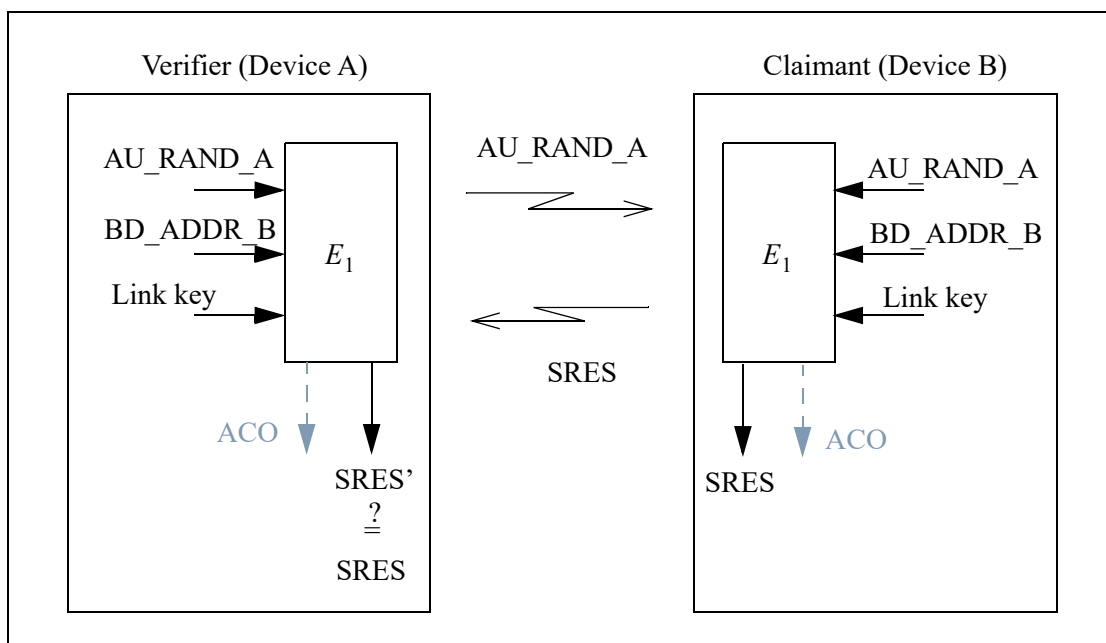 Verifier (Device A)
Claimant (Device B)
AU_RAND_A
BD_ADDR_B
Link key
E1
ACO
SRES’
?
=
SRES
AU_RAND_A
SRES
AU_RAND_A
BD_ADDR_B
Link key
E1
SRES
ACO